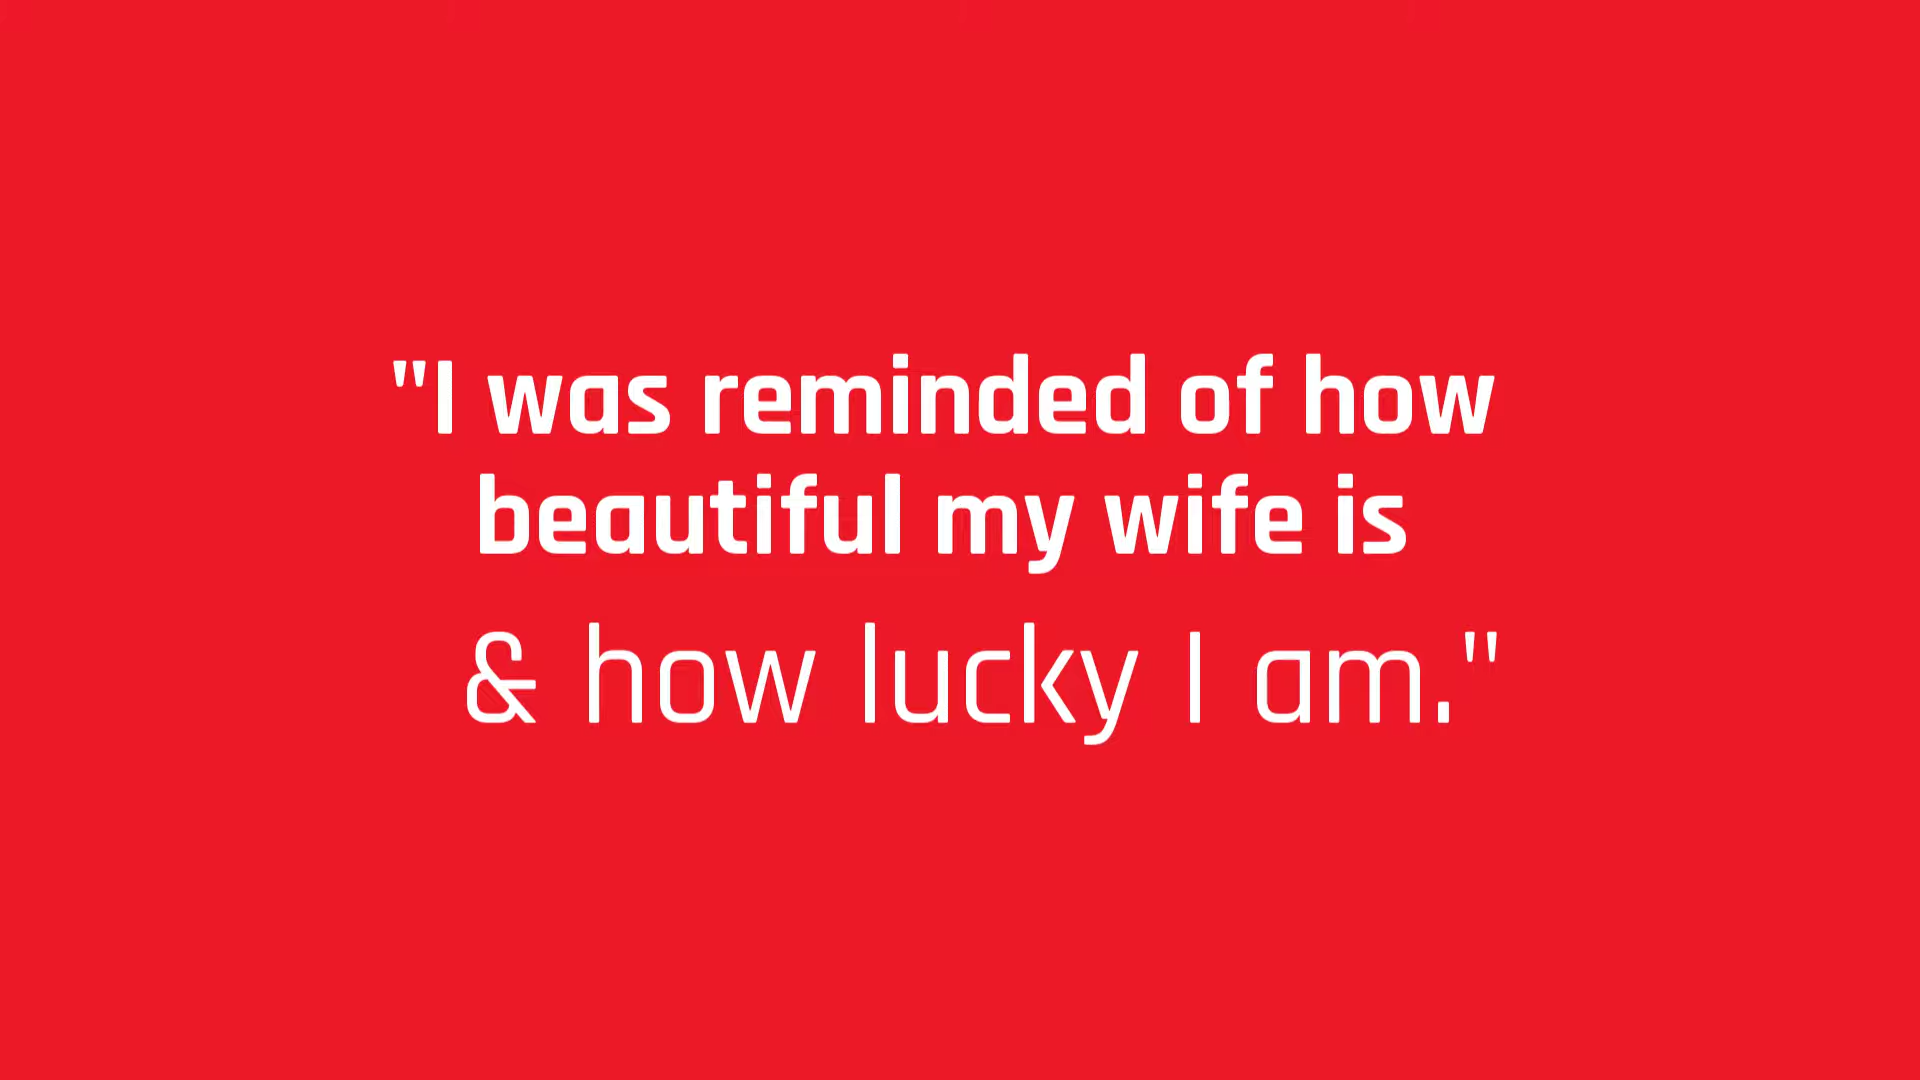 "I was reminded of how
beautiful my wife is
& how lucky I am."